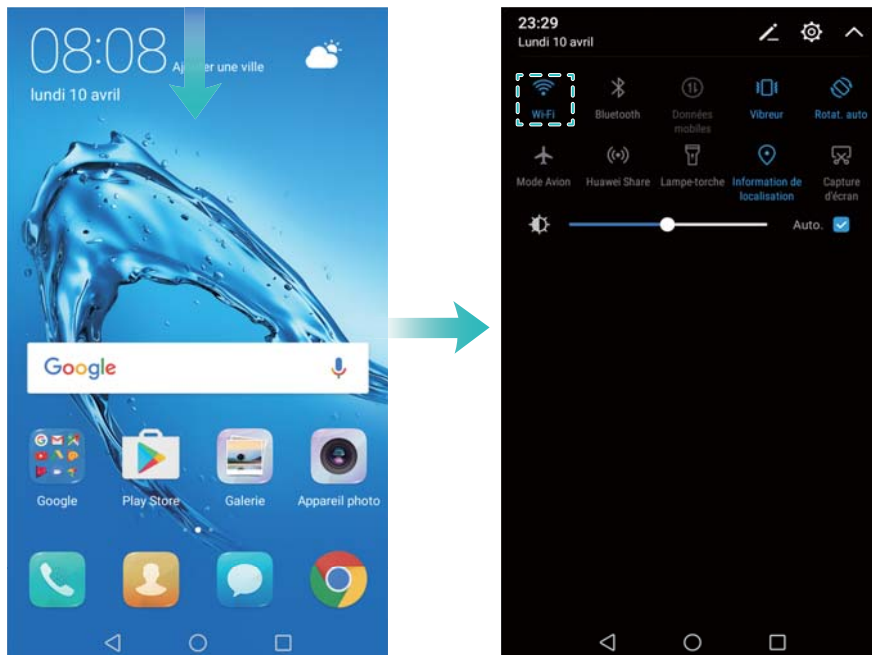 08:08
Ajouter une ville
lundi 10 avril
Google
Google
Play Store
Galerie
Appareil photo
23:29
Lundi 10 avril
Wi-Fi
Bluetooth
Données
mobiles
Vibreur
Rotat. auto
Mode Avion
Huawei Share
Lampe-torche
Information de
localisation
Capture
d'écran
Auto.